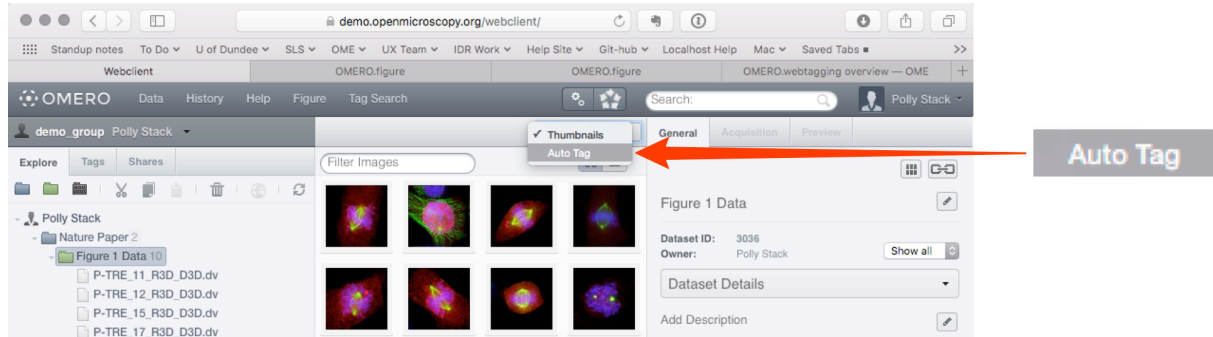 demo.openmicroscopy.org/webclient/
Standup notes To Do U of Dundee SLS OME UX Team IDR Work Help Site Git-hub Localhost Help Mac Saved Tabs >>
Webclient OMERO.figure OMERO.figure OMERO.webtagging overview — OME +
OMERO Data History Help Figure Tag Search Search: Polly Stack
demo_group Polly Stack
Thumbnails
Auto Tag
General Acquisition Preview
Auto Tag
Explore Tags Shares
Filter Images
Polly Stack
Nature Paper 2
Figure 1 Data 10
P-TRE_11_R3D_D3D.dv
P-TRE_12_R3D_D3D.dv
P-TRE_15_R3D_D3D.dv
P-TRE_17_R3D_D3D.dv
Figure 1 Data
Dataset ID: 3036
Owner: Polly Stack
Show all
Dataset Details
Add Description